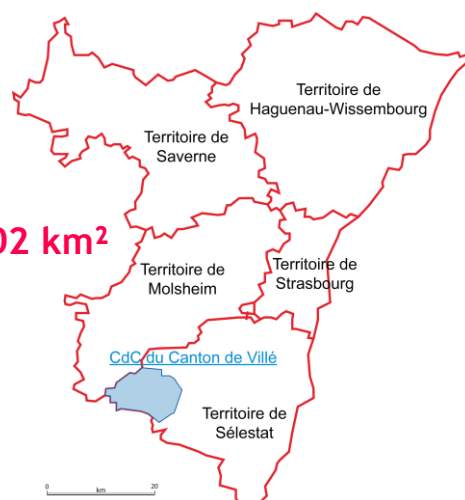 Territoire de
Haguenau-Wissembourg
Territoire de
Saverne
02 km²
Territoire de
Molsheim
Territoire de
Strasbourg
CdC du Canton de Villé
Territoire de
Sélestat
0 km 20